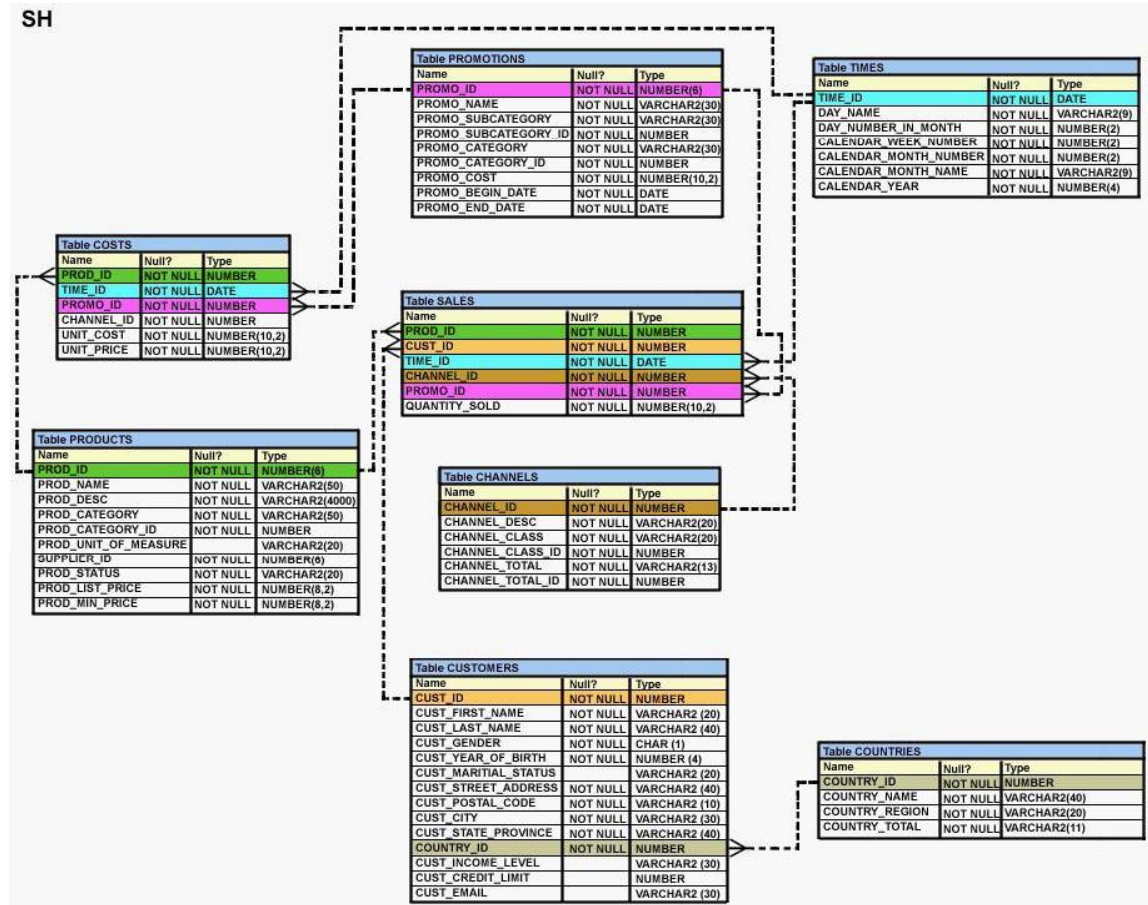 SH
Table PROMOTIONS
Name Null? Type
PROMO_ID NOT NULL NUMBER(6)
PROMO_NAME NOT NULL VARCHAR2(30)
PROMO_SUBCATEGORY NOT NULL VARCHAR2(30)
PROMO_SUBCATEGORY_ID NOT NULL NUMBER
PROMO_CATEGORY NOT NULL VARCHAR2(30)
PROMO_CATEGORY_ID NOT NULL NUMBER
PROMO_COST NOT NULL NUMBER(10,2)
PROMO_BEGIN_DATE NOT NULL DATE
PROMO_END_DATE NOT NULL DATE
Table TIMES
Name Null? Type
TIME_ID NOT NULL DATE
DAY_NAME NOT NULL VARCHAR2(9)
DAY_NUMBER_IN_MONTH NOT NULL NUMBER(2)
CALENDAR_WEEK_NUMBER NOT NULL NUMBER(2)
CALENDAR_MONTH_NUMBER NOT NULL NUMBER(2)
CALENDAR_MONTH_NAME NOT NULL VARCHAR2(9)
CALENDAR_YEAR NOT NULL NUMBER(4)
Table COSTS
Name Null? Type
PROD_ID NOT NULL NUMBER
TIME_ID NOT NULL DATE
PROMO_ID NOT NULL NUMBER
CHANNEL_ID NOT NULL NUMBER
UNIT_COST NOT NULL NUMBER(10,2)
UNIT_PRICE NOT NULL NUMBER(10,2)
Table SALES
Name Null? Type
PROD_ID NOT NULL NUMBER
CUST_ID NOT NULL NUMBER
TIME_ID NOT NULL DATE
CHANNEL_ID NOT NULL NUMBER
PROMO_ID NOT NULL NUMBER
QUANTITY_SOLD NOT NULL NUMBER(10,2)
Table PRODUCTS
Name Null? Type
PROD_ID NOT NULL NUMBER(6)
PROD_NAME NOT NULL VARCHAR2(50)
PROD_DESC NOT NULL VARCHAR2(4000)
PROD_CATEGORY NOT NULL VARCHAR2(50)
PROD_CATEGORY_ID NOT NULL NUMBER
PROD_UNIT_OF_MEASURE VARCHAR2(20)
SUPPLIER_ID NOT NULL NUMBER(6)
PROD_STATUS NOT NULL VARCHAR2(20)
PROD_LIST_PRICE NOT NULL NUMBER(8,2)
PROD_MIN_PRICE NOT NULL NUMBER(8,2)
Table CHANNELS
Name Null? Type
CHANNEL_ID NOT NULL NUMBER
CHANNEL_DESC NOT NULL VARCHAR2(20)
CHANNEL_CLASS NOT NULL VARCHAR2(20)
CHANNEL_CLASS_ID NOT NULL NUMBER
CHANNEL_TOTAL NOT NULL VARCHAR2(13)
CHANNEL_TOTAL_ID NOT NULL NUMBER
Table CUSTOMERS
Name Null? Type
CUST_ID NOT NULL NUMBER
CUST_FIRST_NAME NOT NULL VARCHAR2 (20)
CUST_LAST_NAME NOT NULL VARCHAR2 (40)
CUST_GENDER NOT NULL CHAR (1)
CUST_YEAR_OF_BIRTH NOT NULL NUMBER (4)
CUST_MARITIAL_STATUS VARCHAR2 (20)
CUST_STREET_ADDRESS NOT NULL VARCHAR2 (40)
CUST_POSTAL_CODE NOT NULL VARCHAR2 (10)
CUST_CITY NOT NULL VARCHAR2 (30)
CUST_STATE_PROVINCE NOT NULL VARCHAR2 (40)
COUNTRY_ID NOT NULL NUMBER
CUST_INCOME_LEVEL VARCHAR2 (30)
CUST_CREDIT_LIMIT NUMBER
CUST_EMAIL VARCHAR2 (30)
Table COUNTRIES
Name Null? Type
COUNTRY_ID NOT NULL NUMBER
COUNTRY_NAME NOT NULL VARCHAR2(40)
COUNTRY_REGION NOT NULL VARCHAR2(20)
COUNTRY_TOTAL NOT NULL VARCHAR2(11)